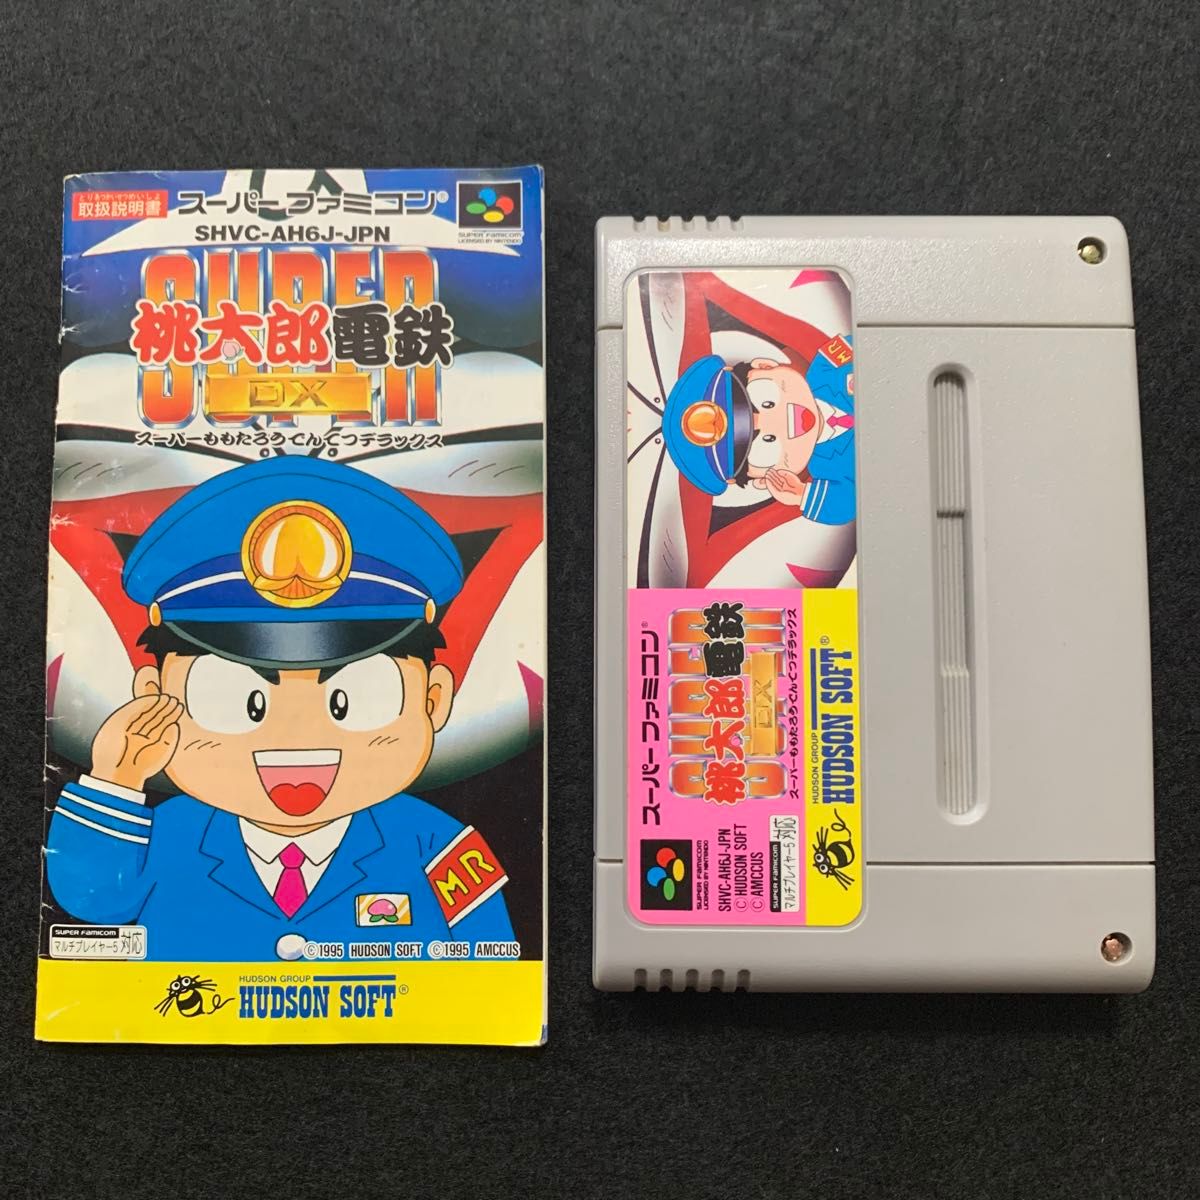 とりあつかいせつめいしょ
取扱説明書
スーパーファミコン®
SUPER FAMICOM
LICENSED BY NINTENDO
SHVC-AH6J-JPN
SUPER
桃太郎電鉄
DX
スーパーももたろうでんてつデラックス
MR
SUPER FAMICOM
マルチプレイヤー5対応
©1995 HUDSON SOFT ©1995 AMCCUS
HUDSON GROUP
HUDSON SOFT®
MR
スーパーファミコン®
SUPER
桃太郎電鉄
DX
スーパーももたろうでんてつデラックス
HUDSON GROUP
HUDSON SOFT®
SUPER FAMICOM
LICENSED BY NINTENDO
SHVC-AH6J-JPN
© HUDSON SOFT
© AMCCUS
SUPER FAMICOM
マルチプレイヤー5対応